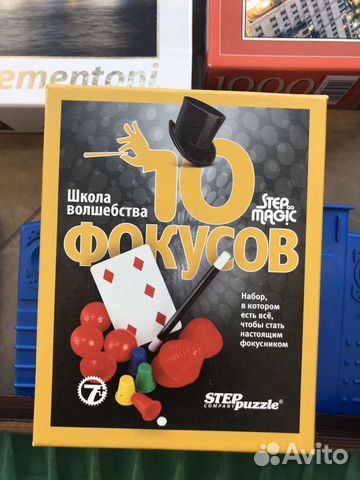 ementoni.
1000
10
ФОКУСОВ
Школа
волшебства
STEP
MAGIC
Набор,
в котором
есть всё,
чтобы стать
настоящим
фокусником
7+
STEP puzzle®
COMPANY
Avito